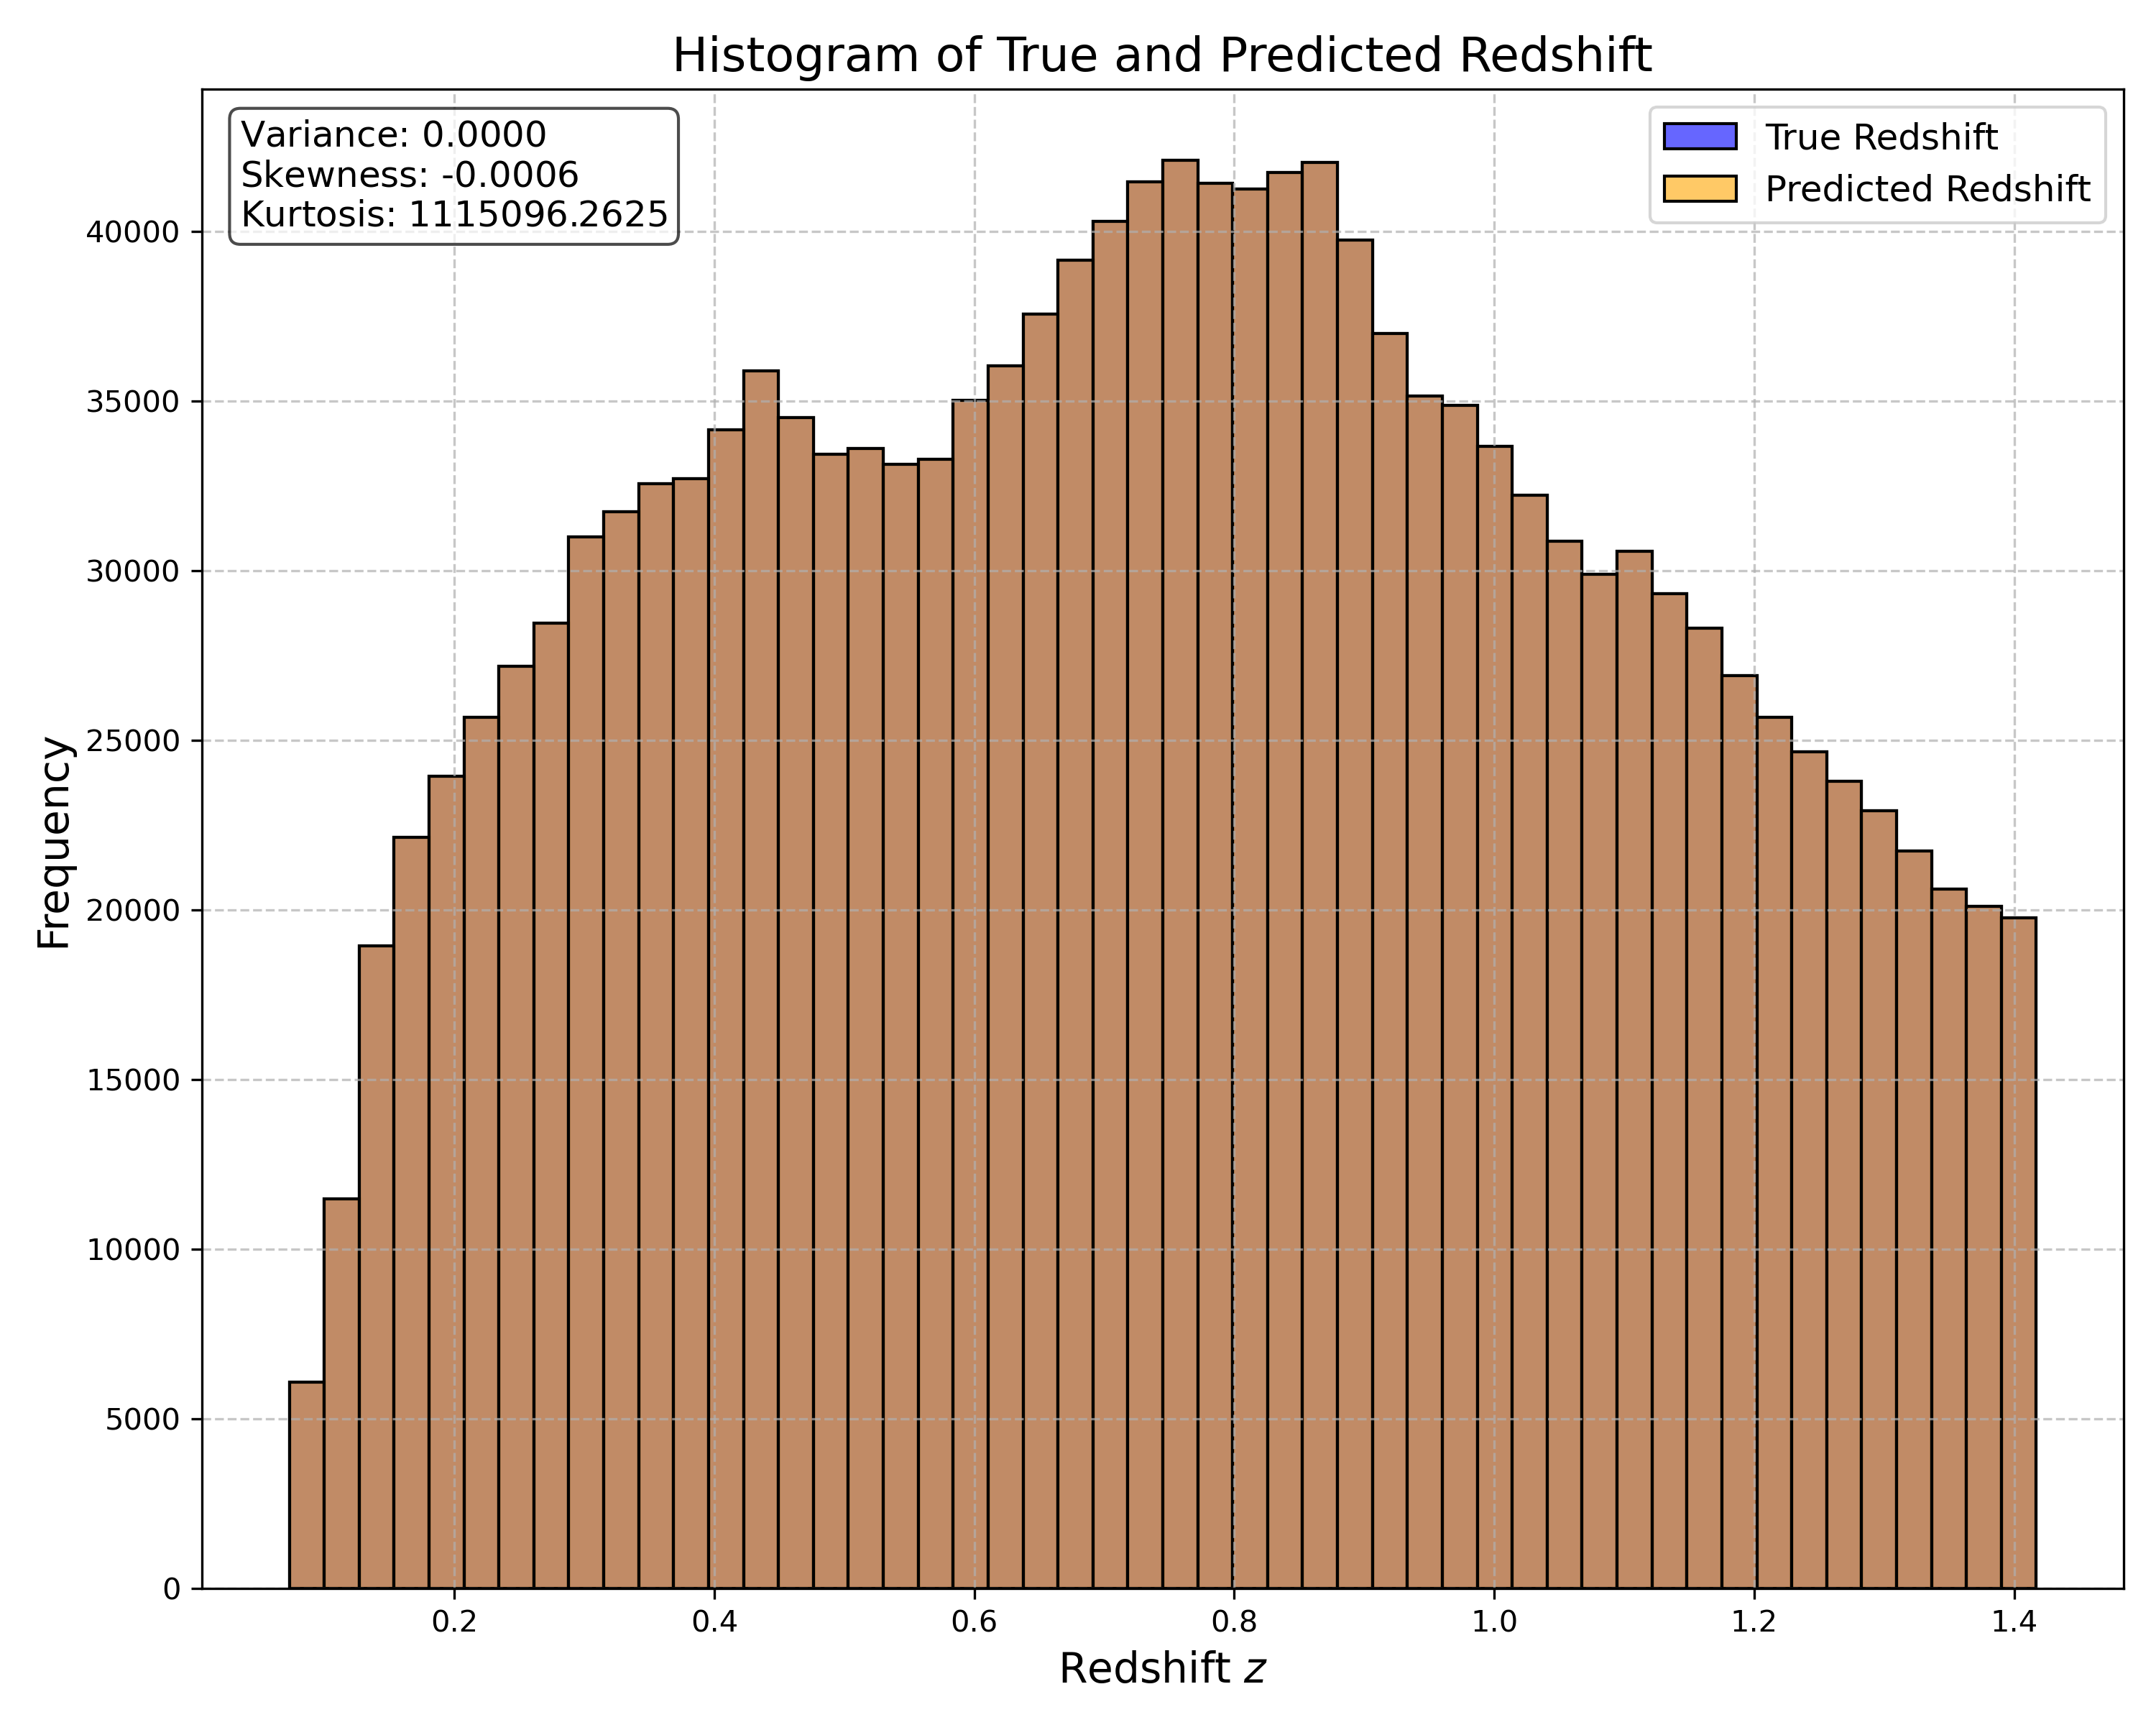 Histogram of True and Predicted Redshift
Variance: 0.0000
Skewness: -0.0006
Kurtosis: 1115096.2625
True Redshift
Predicted Redshift
Frequency
40000
35000
30000
25000
20000
15000
10000
5000
0
0.2 0.4 0.6 0.8 1.0 1.2 1.4
Redshift z